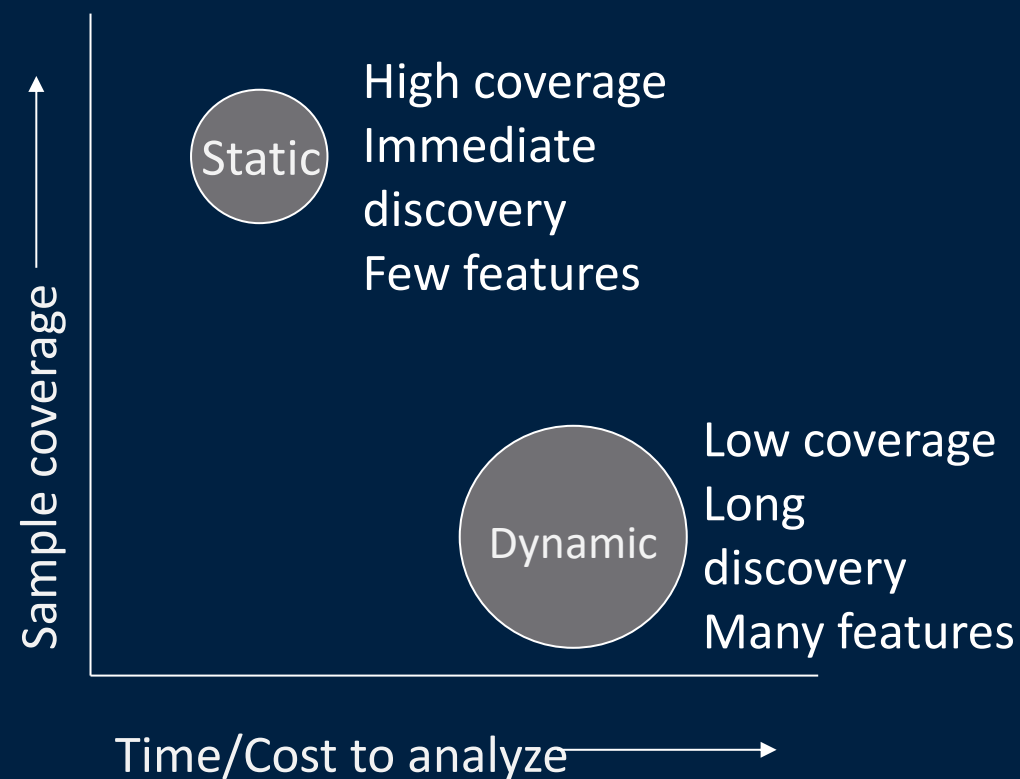 Sample coverage
Static
High coverage
Immediate
discovery
Few features
Dynamic
Low coverage
Long
discovery
Many features
Time/Cost to analyze